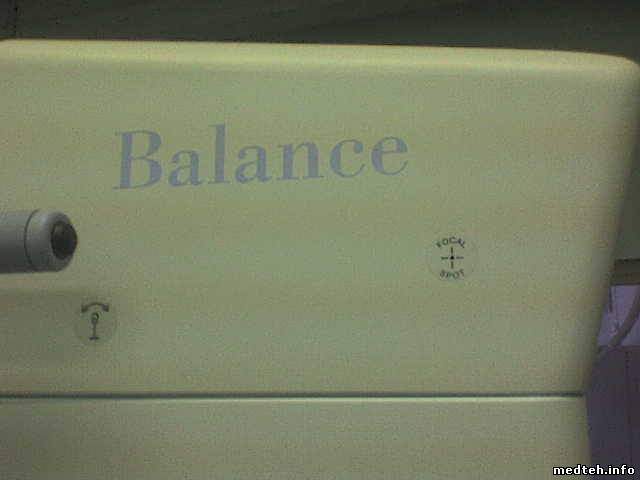 Balance
FOCAL
SPOT
medteh.info